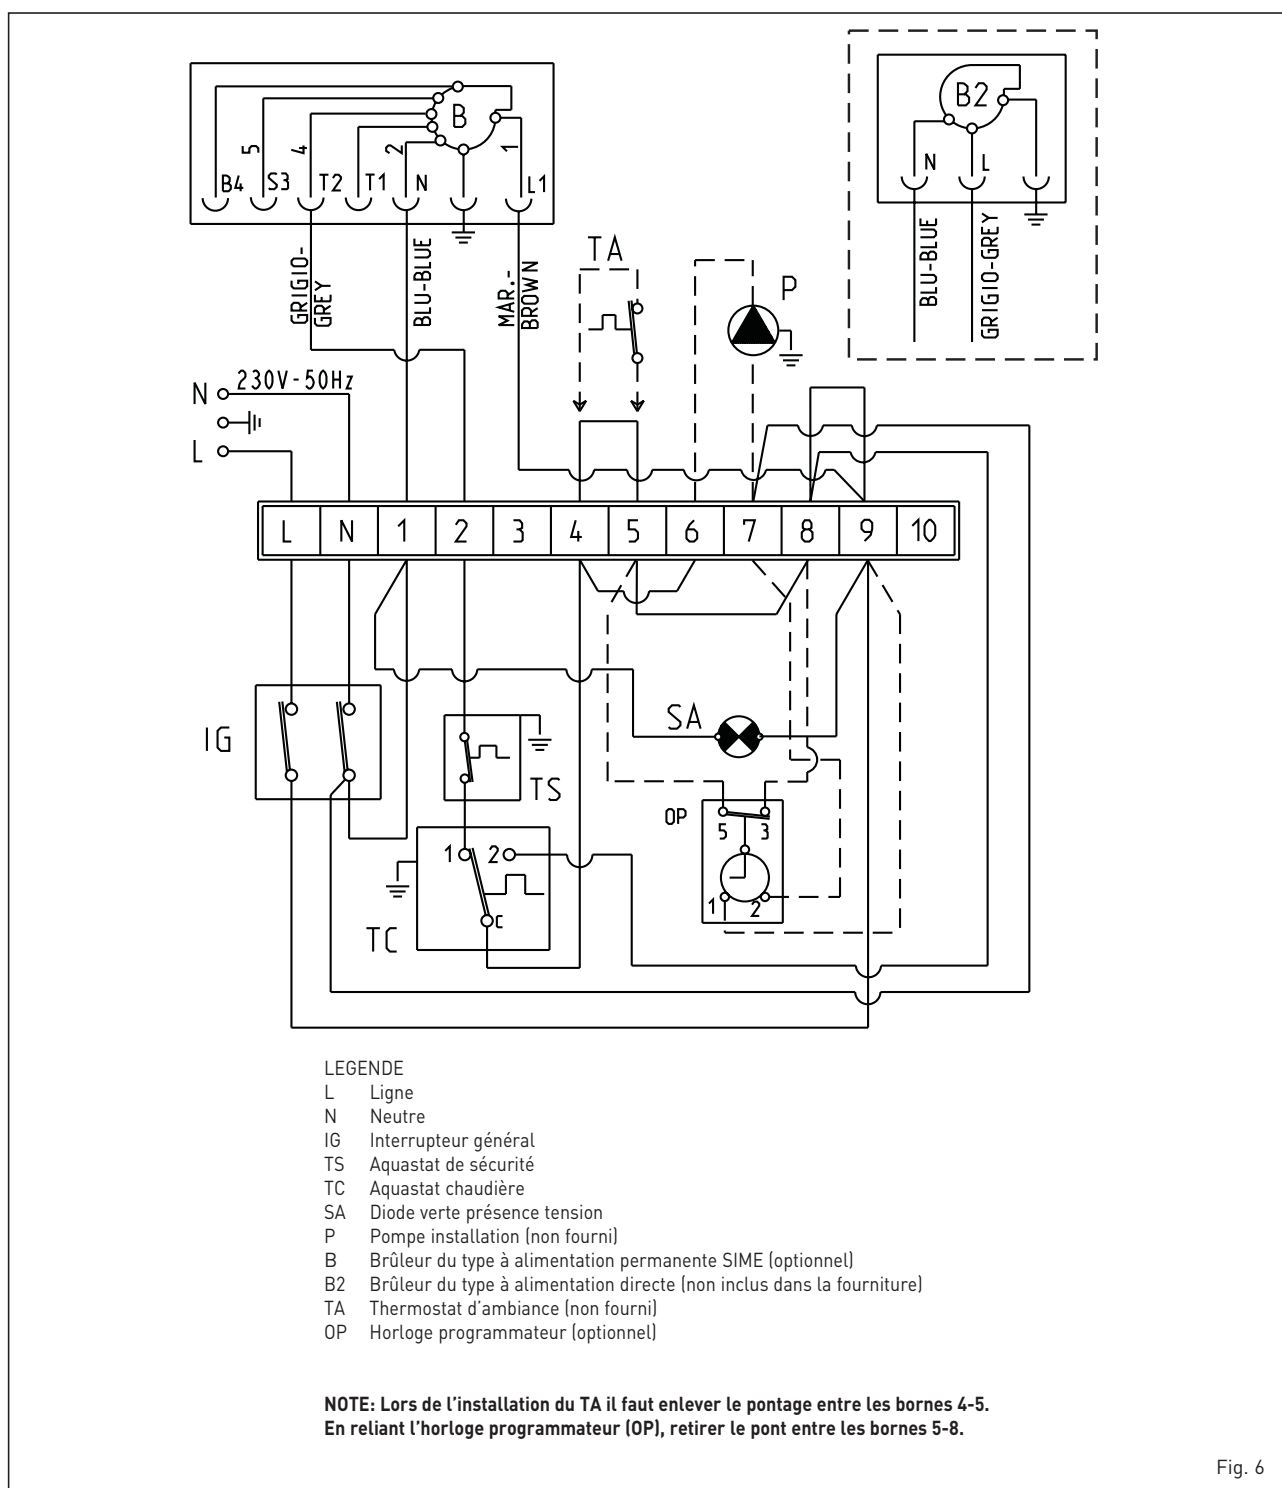 B
B2
5
4
2
1
B4 S3 T2 T1 N L1
N L
GRIGIO-
GREY
BLU-BLUE
MAR.-
BROWN
TA
P
BLU-BLUE
GRIGIO-GREY
N 230V-50Hz
L
L N 1 2 3 4 5 6 7 8 9 10
IG
SA
TS
OP
5 3
1 2
1 2
C
TC
LEGENDE
L Ligne
N Neutre
IG Interrupteur général
TS Aquastat de sécurité
TC Aquastat chaudière
SA Diode verte présence tension
P Pompe installation (non fourni)
B Brûleur du type à alimentation permanente SIME (optionnel)
B2 Brûleur du type à alimentation directe (non inclus dans la fourniture)
TA Thermostat d'ambiance (non fourni)
OP Horloge programmateur (optionnel)
NOTE: Lors de l'installation du TA il faut enlever le pontage entre les bornes 4-5.
En reliant l'horloge programmateur (OP), retirer le pont entre les bornes 5-8.
Fig. 6